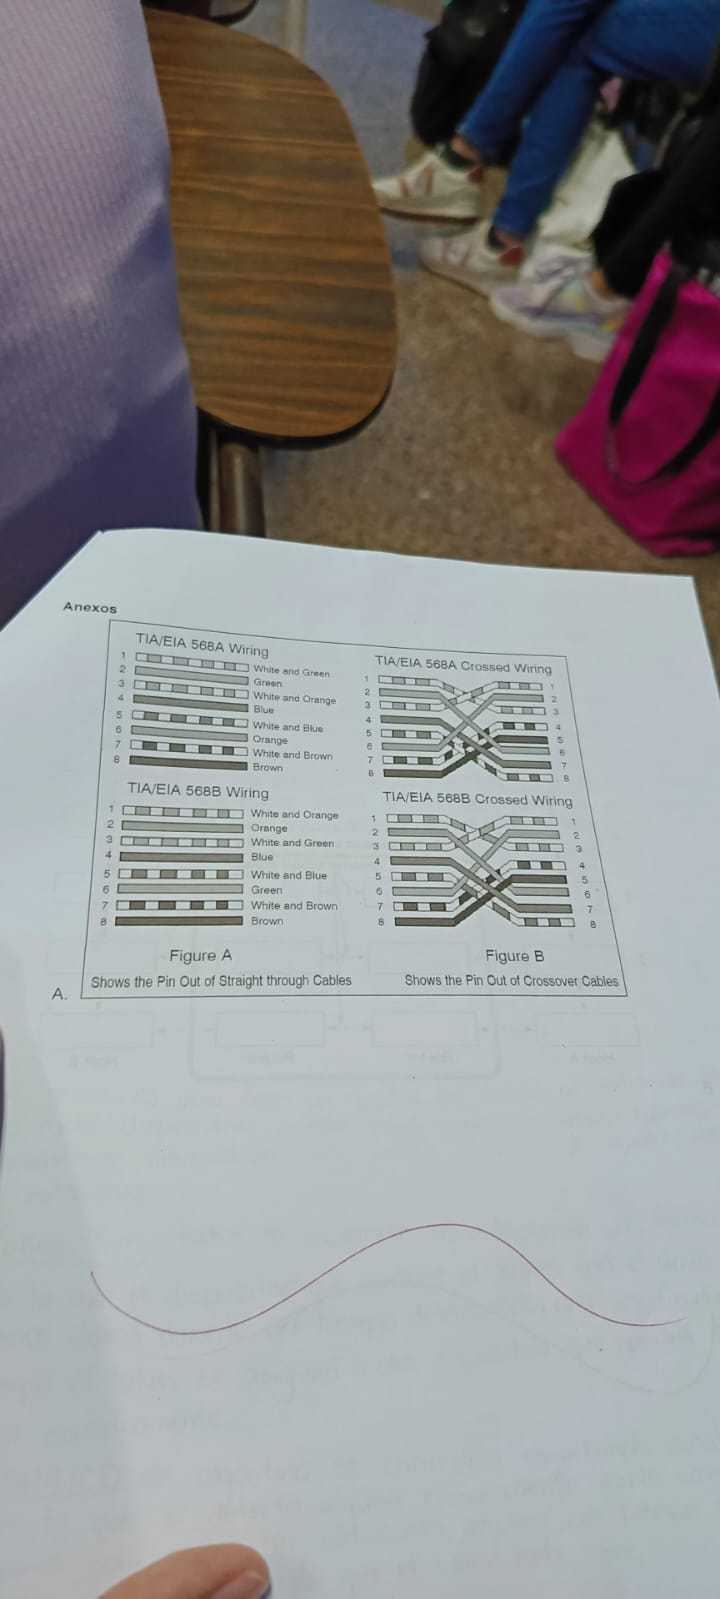 Anexos
TIA/EIA 568A Wiring
1 White and Green
2 Green
3 White and Orange
4 Blue
5 White and Blue
6 Orange
7 White and Brown
8 Brown
TIA/EIA 568A Crossed Wiring
1 1
2 2
3 3
4 4
5 5
6 6
7 7
8 8
TIA/EIA 568B Wiring
1 White and Orange
2 Orange
3 White and Green
4 Blue
5 White and Blue
6 Green
7 White and Brown
8 Brown
TIA/EIA 568B Crossed Wiring
1 1
2 2
3 3
4 4
5 5
6 6
7 7
8 8
Figure A
Shows the Pin Out of Straight through Cables
Figure B
Shows the Pin Out of Crossover Cables
A.